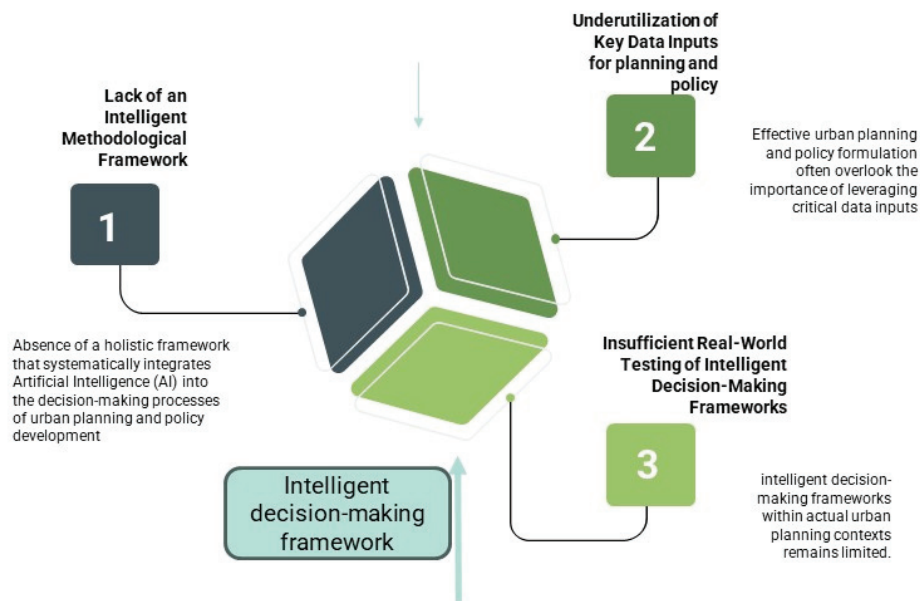 Lack of an
Intelligent
Methodological
Framework
1
Absence of a holistic framework
that systematically integrates
Artificial Intelligence (AI) into
the decision-making processes
of urban planning and policy
development
Underutilization of
Key Data Inputs
for planning and
policy
2
Effective urban planning
and policy formulation
often overlook the
importance of leveraging
critical data inputs
Insufficient Real-World
Testing of Intelligent
Decision-Making
Frameworks
3
intelligent decision-
making frameworks
within actual urban
planning contexts
remains limited.
Intelligent
decision-making
framework